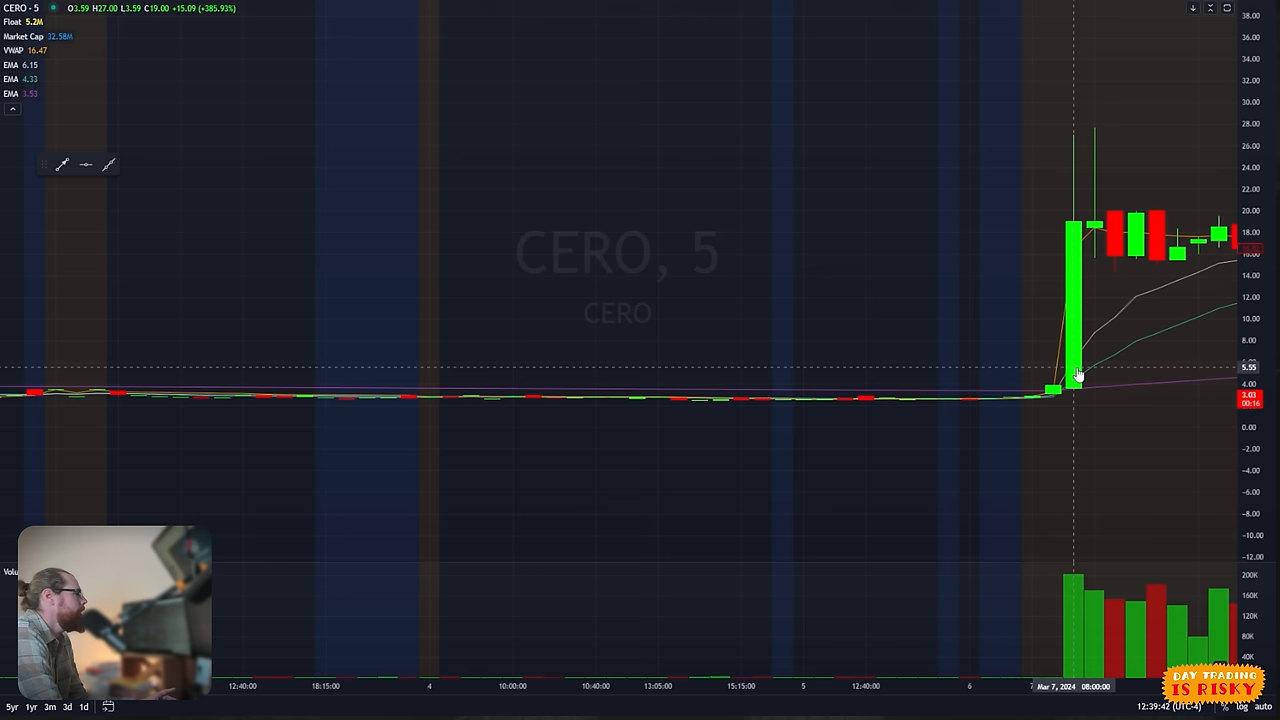 CERO · 5 O3.59 H27.00 L3.59 C19.00 +15.09 (+385.93%)
Float 5.2M
Market Cap 32.58M
VWAP 16.47
EMA 6.15
EMA 4.33
EMA 3.53
CERO, 5
CERO
38.00
36.00
34.00
32.00
30.00
28.00
26.00
24.00
22.00
20.00
18.00
16.00
14.00
12.00
10.00
8.00
5.55
4.00
3.03
00:16
0.00
−2.00
−4.00
−6.00
−8.00
−10.00
−12.00
Volu
200K
160K
120K
80K
40K
12:40:00 18:15:00 4 10:00:00 10:40:00 13:05:00 15:15:00 5 12:40:00 6 7 Mar 7, 2024 08:00:00
DAY TRADING
IS RISKY
5yr 1yr 3m 3d 1d 12:39:42 (UTC-4) % log auto